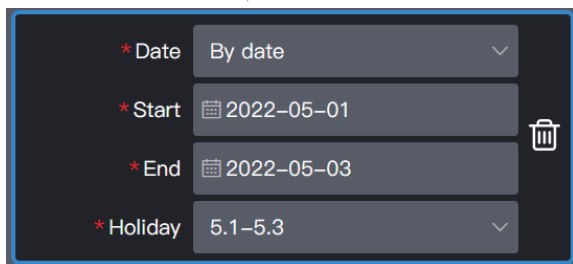 * Date By date
* Start 2022-05-01
* End 2022-05-03
* Holiday 5.1-5.3